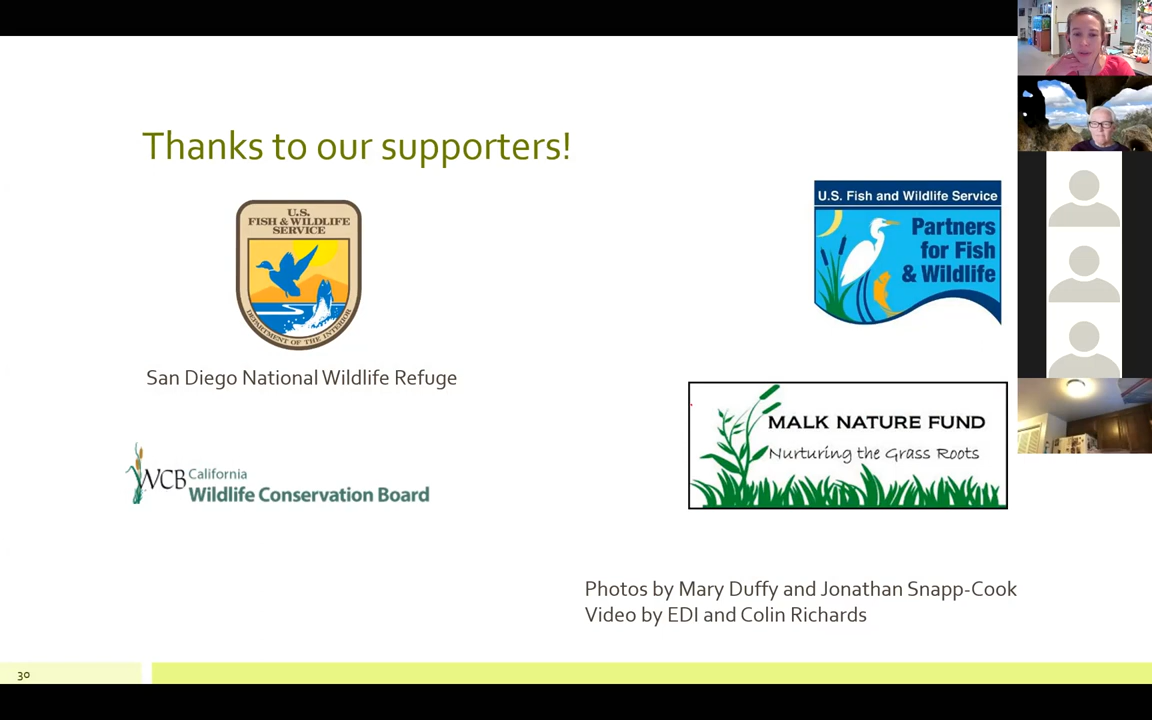 Thanks to our supporters!
U.S.
FISH & WILDLIFE
SERVICE
DEPARTMENT OF THE INTERIOR
San Diego National Wildlife Refuge
WCB California
Wildlife Conservation Board
U.S. Fish and Wildlife Service
Partners
for Fish
& Wildlife
MALK NATURE FUND
Nurturing the Grass Roots
Photos by Mary Duffy and Jonathan Snapp-Cook
Video by EDI and Colin Richards
30